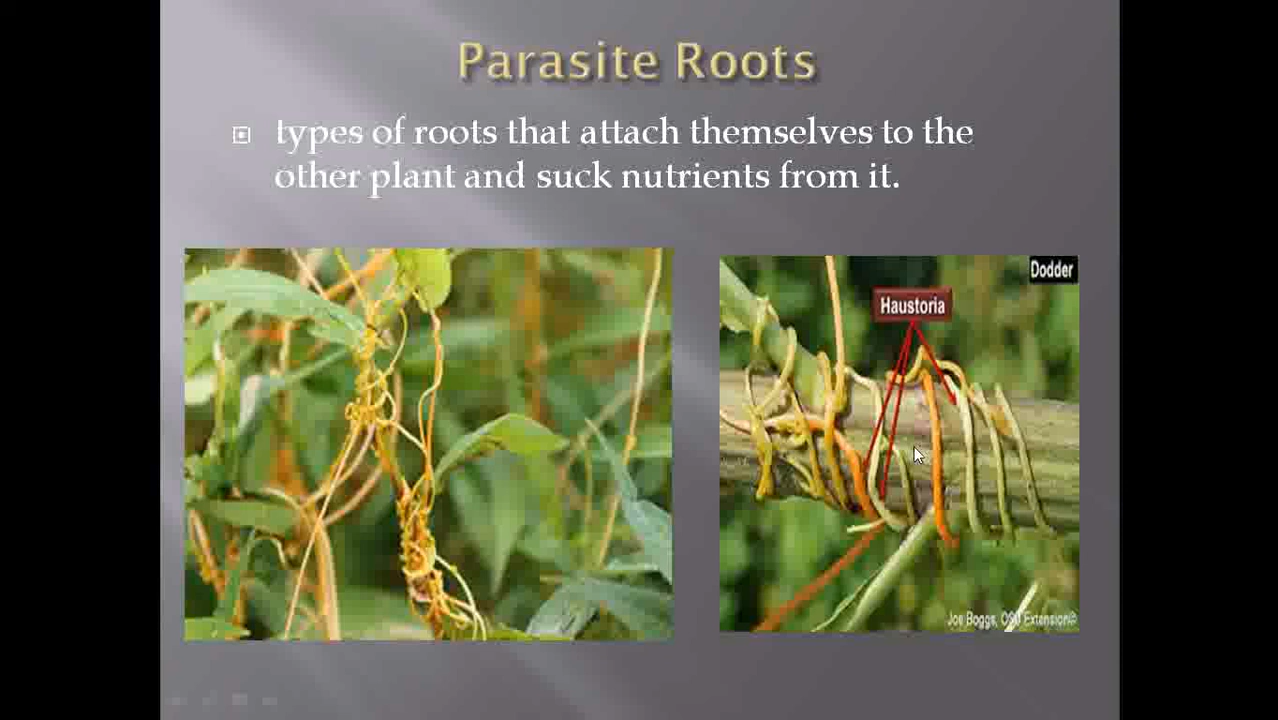 Parasite Roots
types of roots that attach themselves to the
other plant and suck nutrients from it.
Dodder
Haustoria
Joe Boggs, OSU Extension©